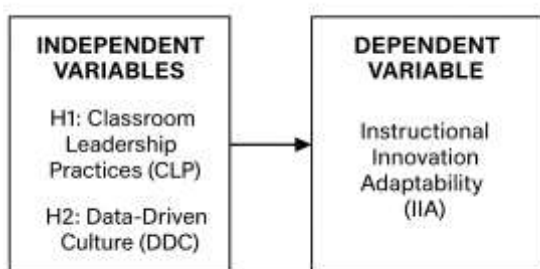 INDEPENDENT
VARIABLES
H1: Classroom
Leadership
Practices (CLP)
H2: Data-Driven
Culture (DDC)
DEPENDENT
VARIABLE
Instructional
Innovation
Adaptability
(IIA)